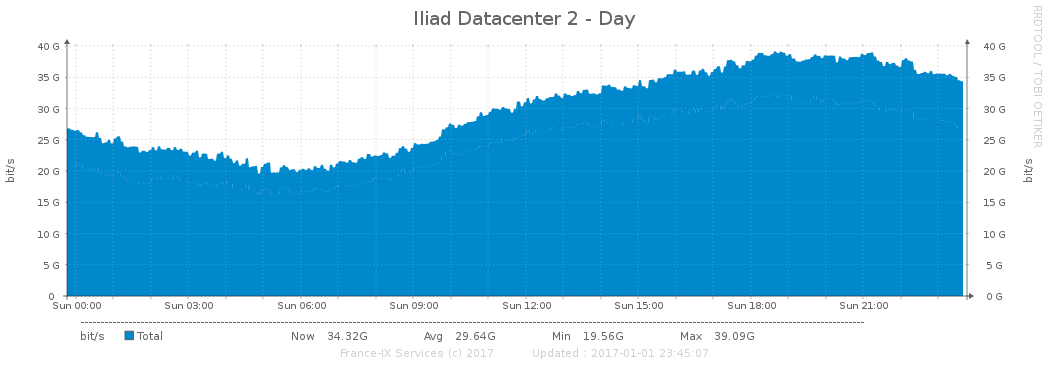 Iliad Datacenter 2 - Day
RRDTOOL / TOBI OETIKER
40 G 40 G
35 G 35 G
30 G 30 G
25 G 25 G
20 G 20 G
15 G 15 G
10 G 10 G
5 G 5 G
0 0 G
bit/s bit/s
Sun 00:00 Sun 03:00 Sun 06:00 Sun 09:00 Sun 12:00 Sun 15:00 Sun 18:00 Sun 21:00
bit/s Total Now 34.32G Avg 29.64G Min 19.56G Max 39.09G
France-IX Services (c) 2017 Updated : 2017-01-01 23:45:07